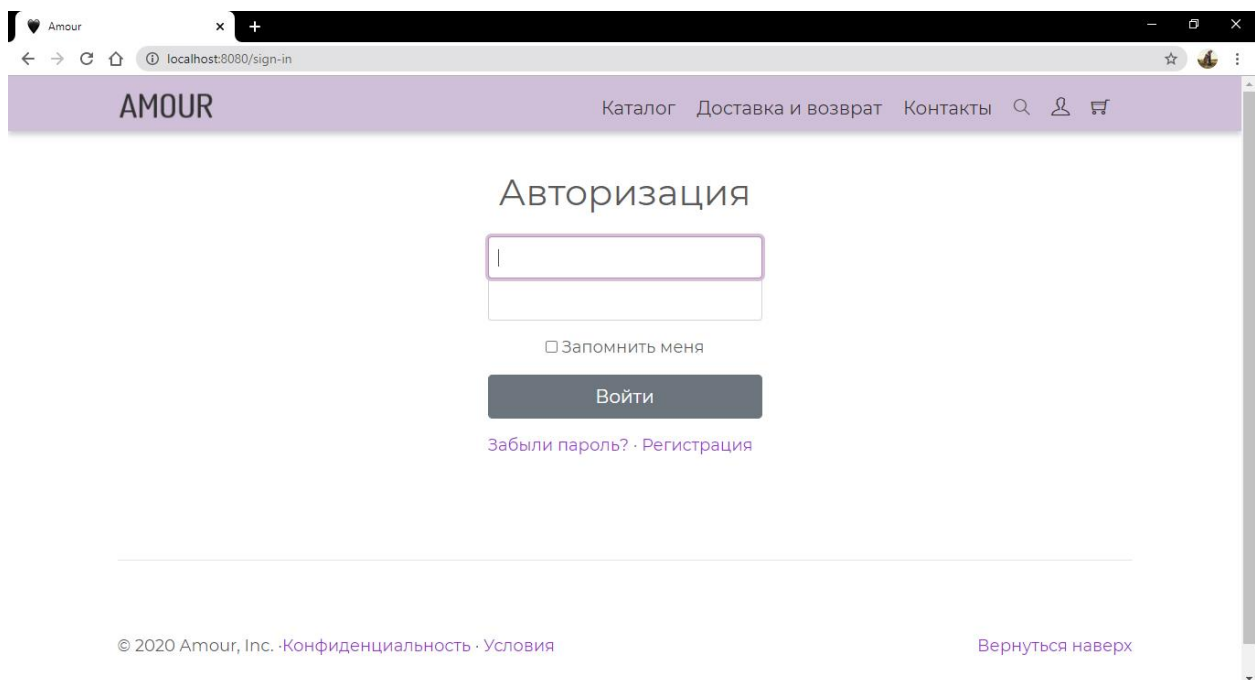 Amour
localhost:8080/sign-in
AMOUR Каталог Доставка и возврат Контакты
Авторизация
Запомнить меня
Войти
Забыли пароль? · Регистрация
© 2020 Amour, Inc. ·Конфиденциальность · Условия Вернуться наверх